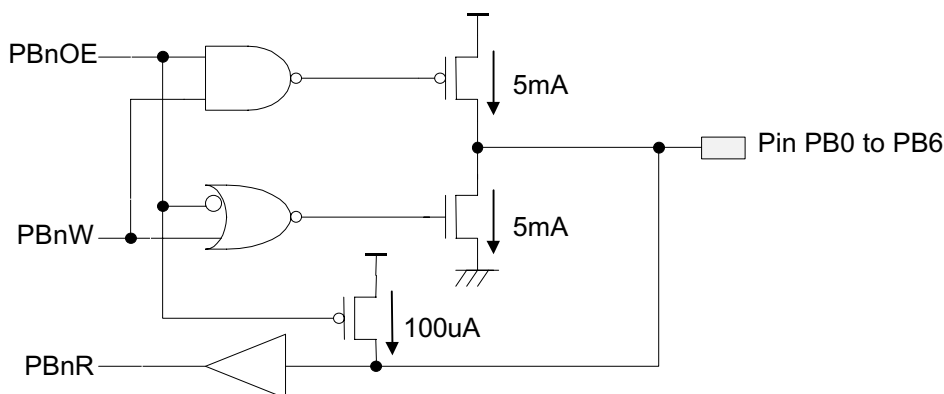 PBnOE
5mA
Pin PB0 to PB6
PBnW
5mA
100uA
PBnR